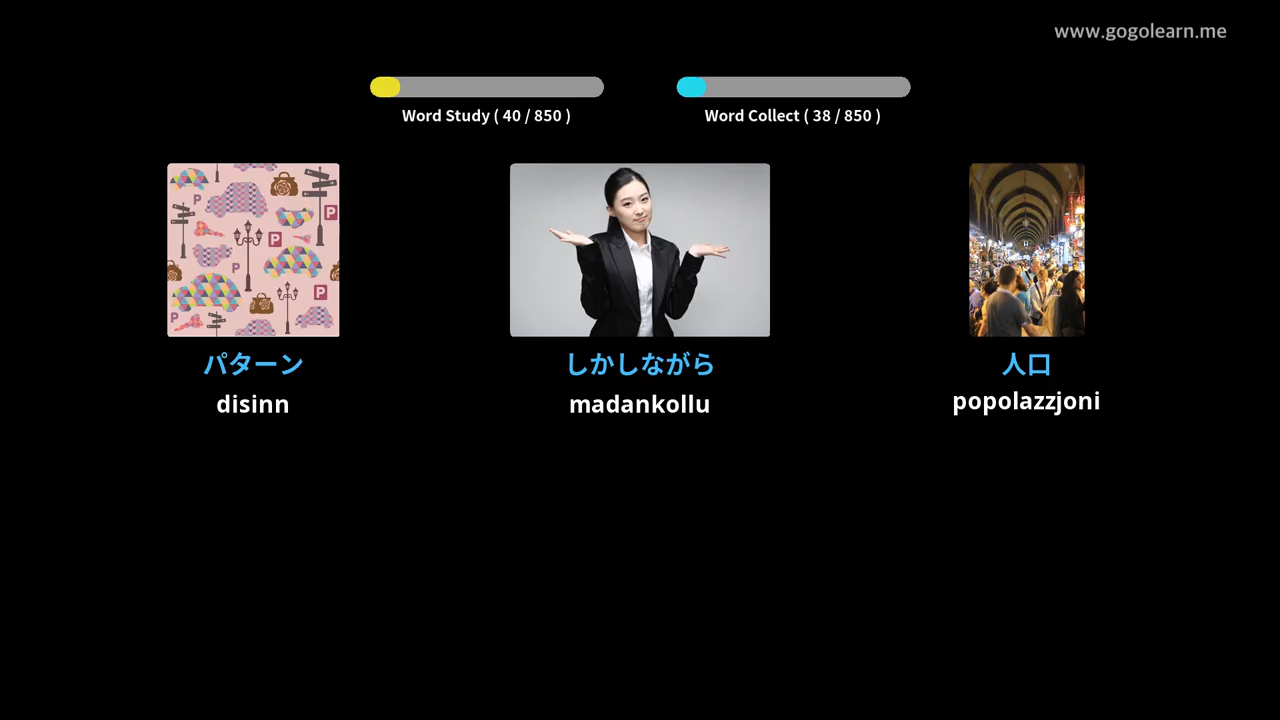 www.gogolearn.me
Word Study ( 40 / 850 )
Word Collect ( 38 / 850 )
P
P
P
P
P
P
パターン
しかしながら
人口
disinn
madankollu
popolazzjoni